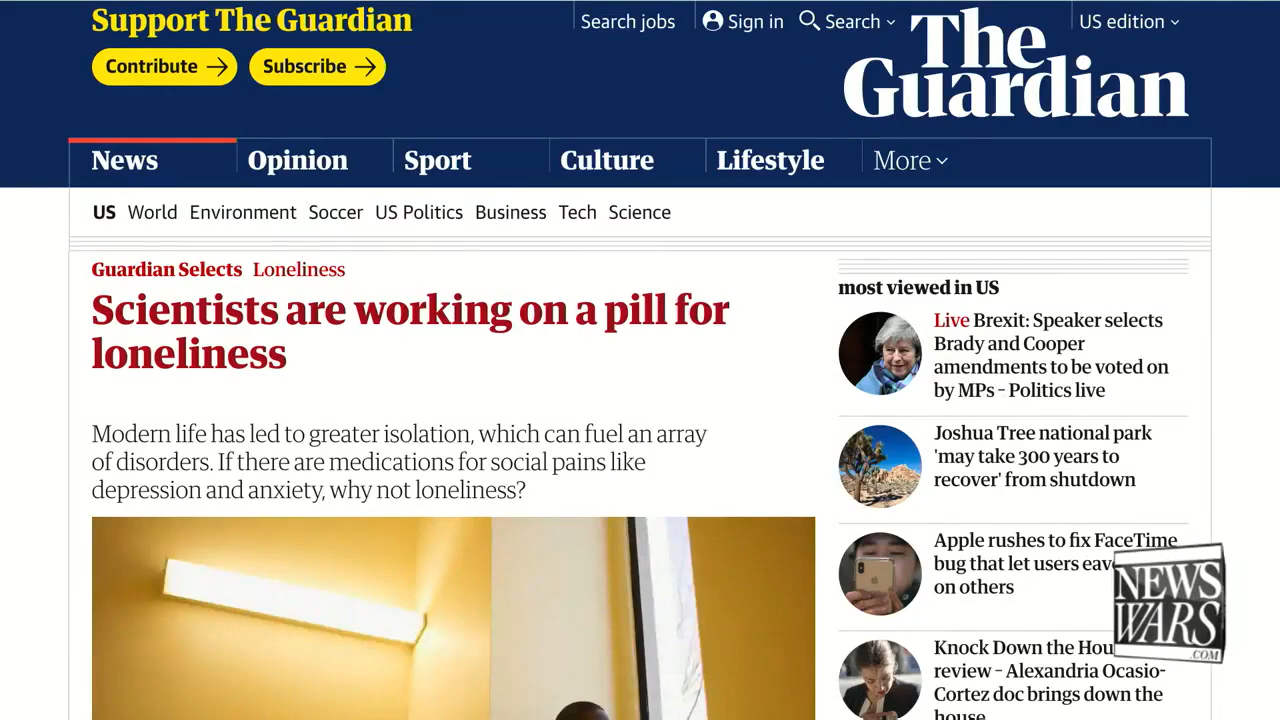 Support The Guardian
Contribute
Subscribe
Search jobs
Sign in
Search
US edition
The
Guardian
News
Opinion
Sport
Culture
Lifestyle
More
US World Environment Soccer US Politics Business Tech Science
Guardian Selects Loneliness
Scientists are working on a pill for
loneliness
Modern life has led to greater isolation, which can fuel an array
of disorders. If there are medications for social pains like
depression and anxiety, why not loneliness?
most viewed in US
Live Brexit: Speaker selects
Brady and Cooper
amendments to be voted on
by MPs – Politics live
Joshua Tree national park
'may take 300 years to
recover' from shutdown
Apple rushes to fix FaceTime
bug that let users
on others
Knock Down the
review – Alexandria Ocasio-
Cortez doc brings down the
house
NEWS
WARS
.COM